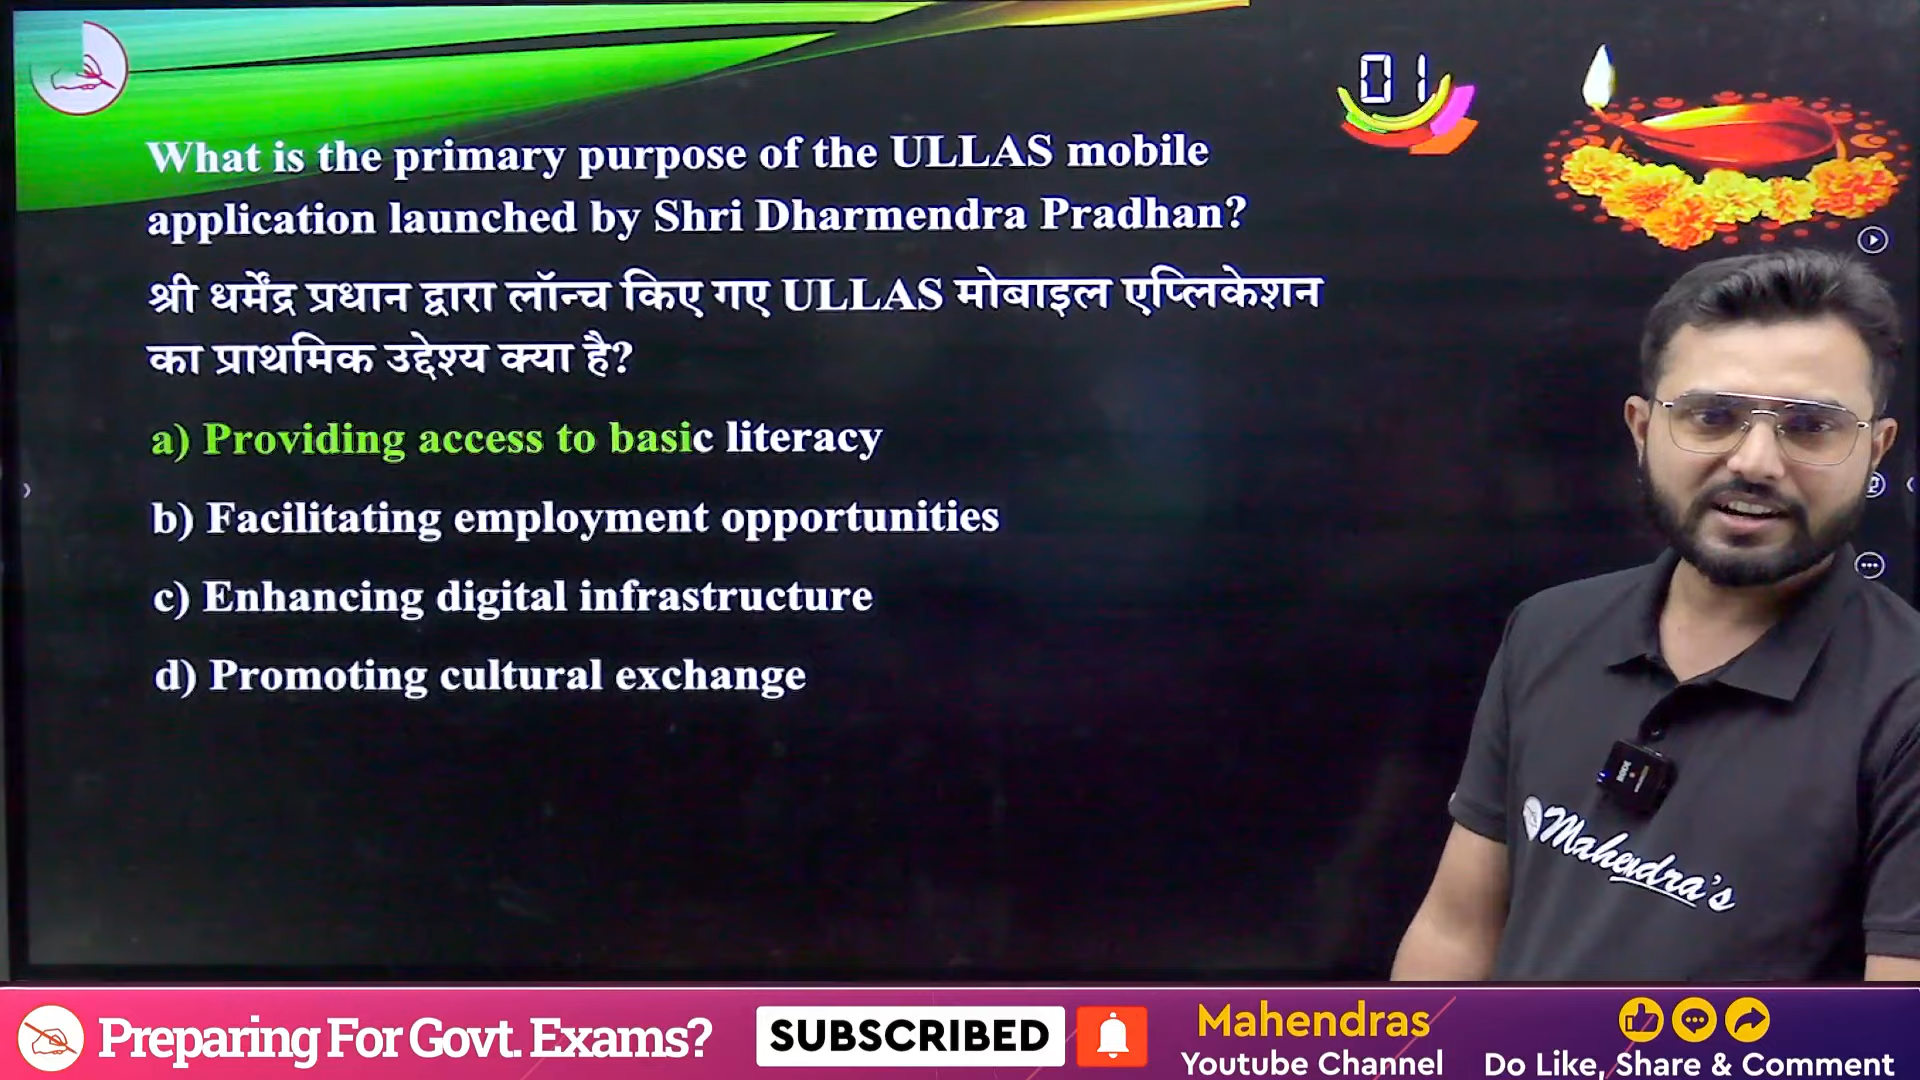 01
What is the primary purpose of the ULLAS mobile
application launched by Shri Dharmendra Pradhan?
श्री धर्मेंद्र प्रधान द्वारा लॉन्च किए गए ULLAS मोबाइल एप्लिकेशन
का प्राथमिक उद्देश्य क्या है?
a) Providing access to basic literacy
b) Facilitating employment opportunities
c) Enhancing digital infrastructure
d) Promoting cultural exchange
Mahendra's
Preparing For Govt. Exams?
SUBSCRIBED
Mahendras
Youtube Channel
Do Like, Share & Comment